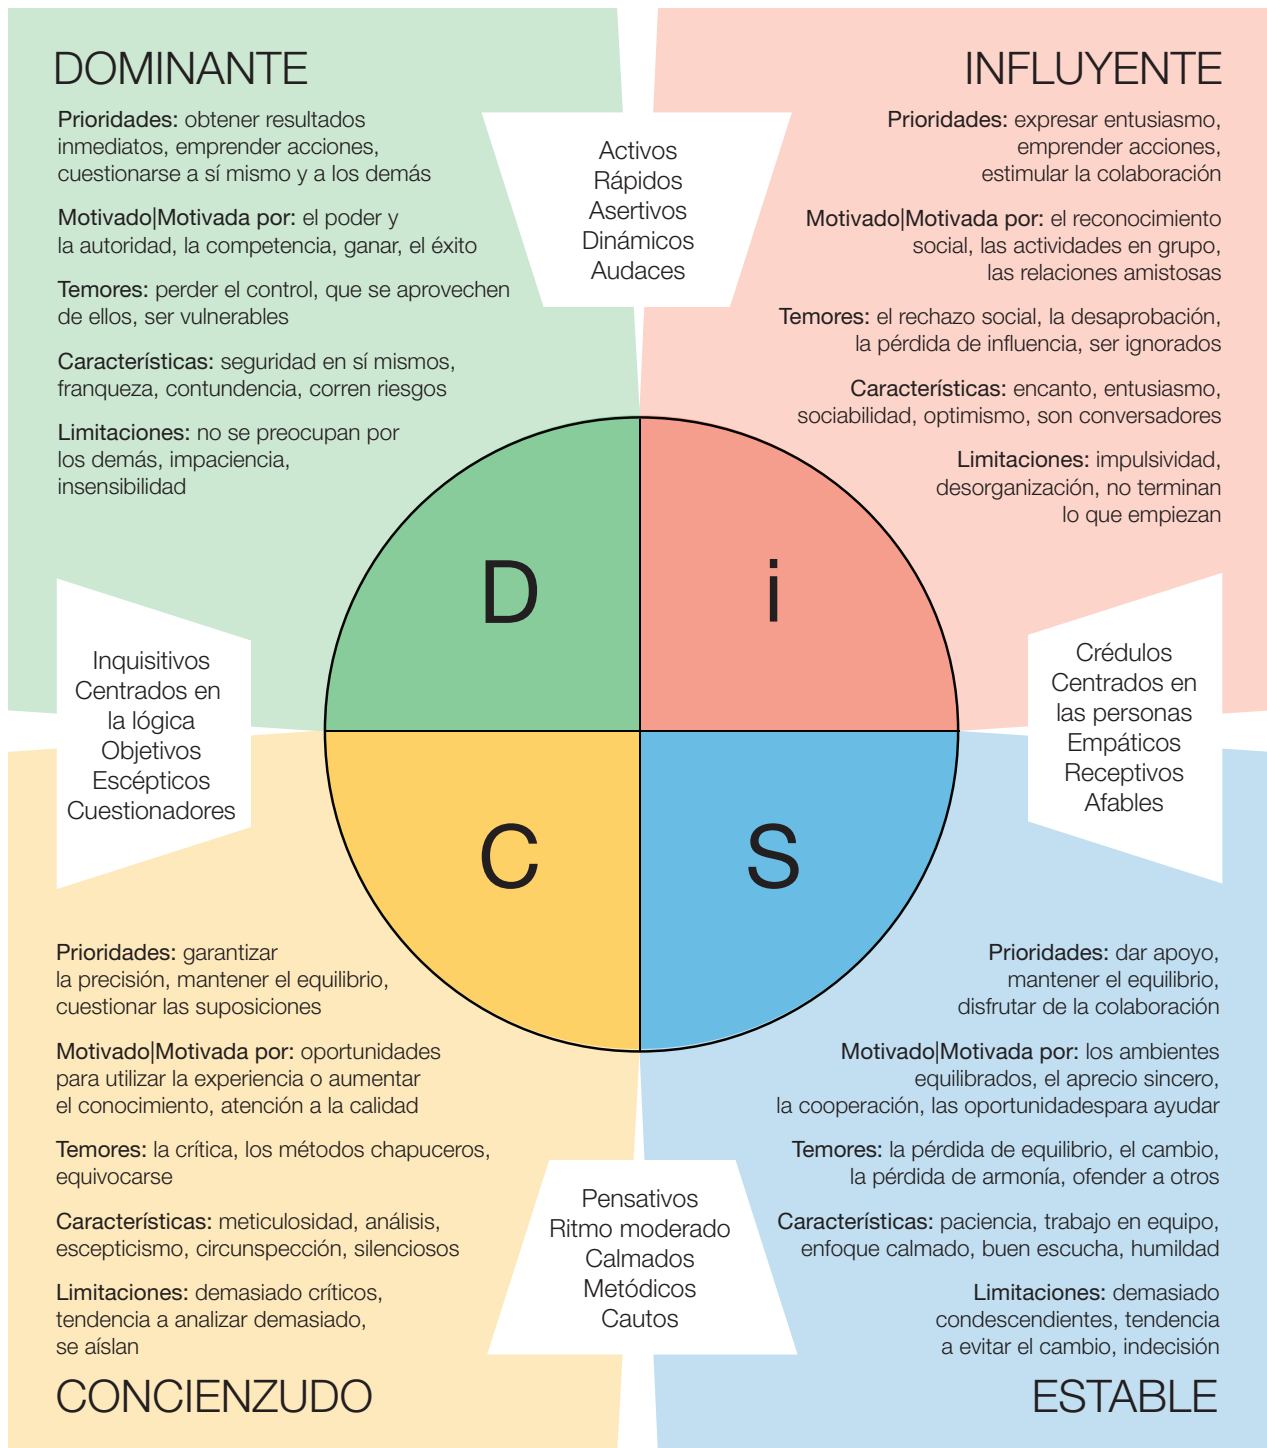 DOMINANTE
Prioridades: obtener resultados
inmediatos, emprender acciones,
cuestionarse a sí mismo y a los demás
Motivado|Motivada por: el poder y
la autoridad, la competencia, ganar, el éxito
Temores: perder el control, que se aprovechen
de ellos, ser vulnerables
Características: seguridad en sí mismos,
franqueza, contundencia, corren riesgos
Limitaciones: no se preocupan por
los demás, impaciencia,
insensibilidad
Activos
Rápidos
Asertivos
Dinámicos
Audaces
INFLUYENTE
Prioridades: expresar entusiasmo,
emprender acciones,
estimular la colaboración
Motivado|Motivada por: el reconocimiento
social, las actividades en grupo,
las relaciones amistosas
Temores: el rechazo social, la desaprobación,
la pérdida de influencia, ser ignorados
Características: encanto, entusiasmo,
sociabilidad, optimismo, son conversadores
Limitaciones: impulsividad,
desorganización, no terminan
lo que empiezan
D
i
Inquisitivos
Centrados en
la lógica
Objetivos
Escépticos
Cuestionadores
Crédulos
Centrados en
las personas
Empáticos
Receptivos
Afables
C
S
Prioridades: garantizar
la precisión, mantener el equilibrio,
cuestionar las suposiciones
Motivado|Motivada por: oportunidades
para utilizar la experiencia o aumentar
el conocimiento, atención a la calidad
Temores: la crítica, los métodos chapuceros,
equivocarse
Características: meticulosidad, análisis,
escepticismo, circunspección, silenciosos
Limitaciones: demasiado críticos,
tendencia a analizar demasiado,
se aíslan
CONCIENZUDO
Pensativos
Ritmo moderado
Calmados
Metódicos
Cautos
Prioridades: dar apoyo,
mantener el equilibrio,
disfrutar de la colaboración
Motivado|Motivada por: los ambientes
equilibrados, el aprecio sincero,
la cooperación, las oportunidadespara ayudar
Temores: la pérdida de equilibrio, el cambio,
la pérdida de armonía, ofender a otros
Características: paciencia, trabajo en equipo,
enfoque calmado, buen escucha, humildad
Limitaciones: demasiado
condescendientes, tendencia
a evitar el cambio, indecisión
ESTABLE